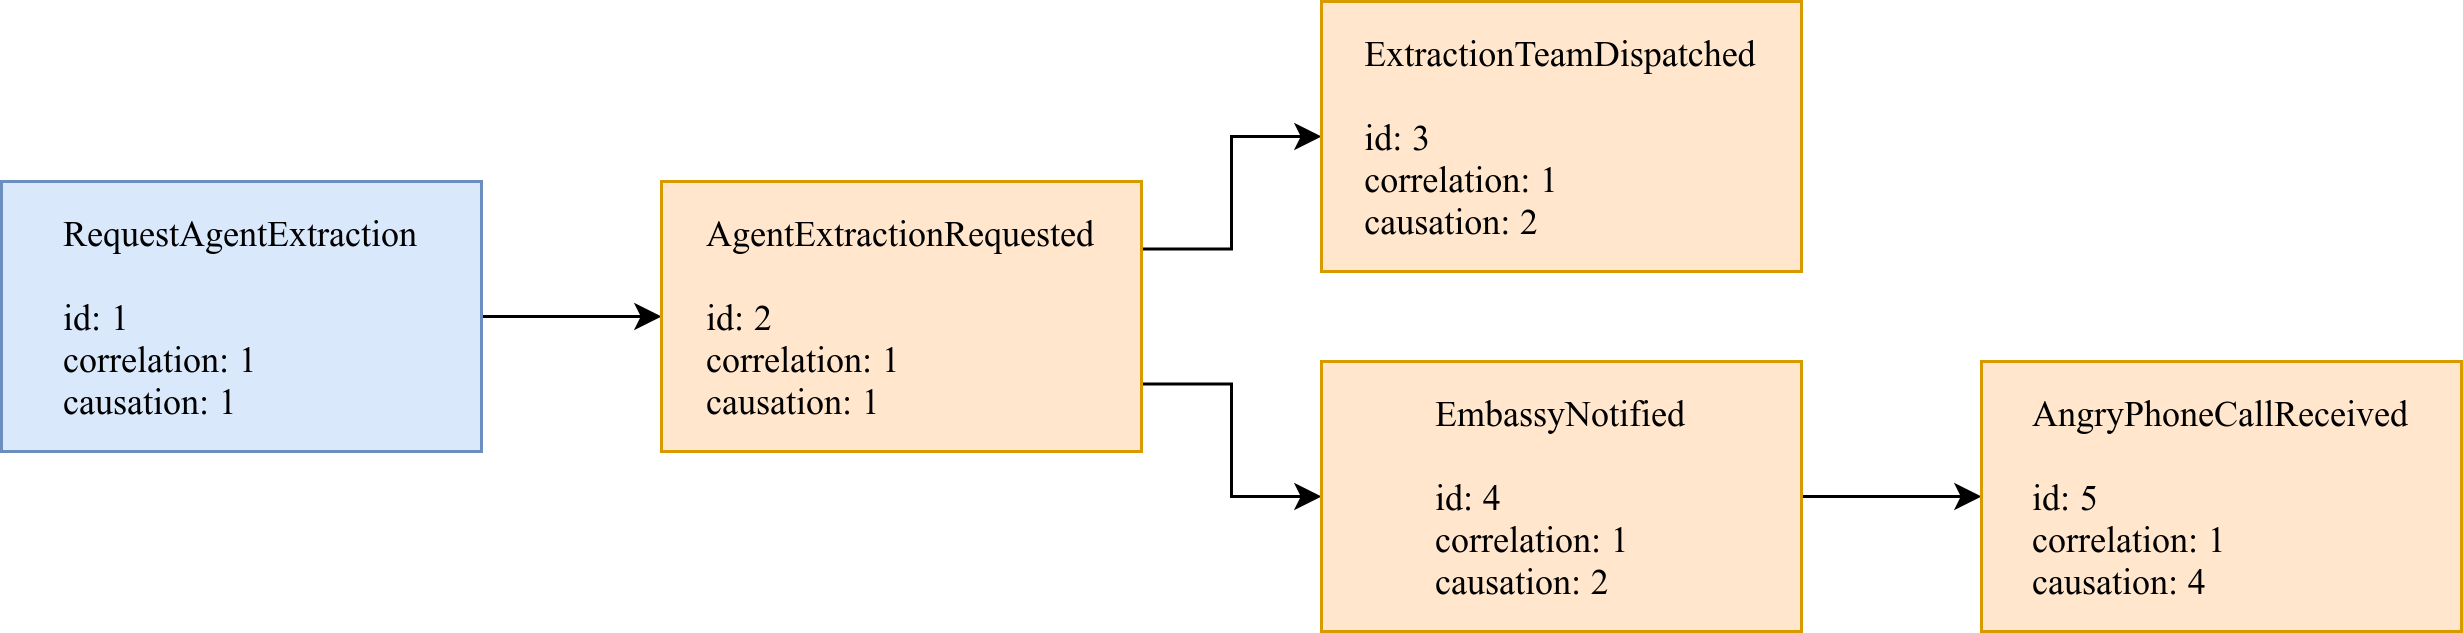 RequestAgentExtraction
id: 1
correlation: 1
causation: 1
AgentExtractionRequested
id: 2
correlation: 1
causation: 1
ExtractionTeamDispatched
id: 3
correlation: 1
causation: 2
EmbassyNotified
id: 4
correlation: 1
causation: 2
AngryPhoneCallReceived
id: 5
correlation: 1
causation: 4